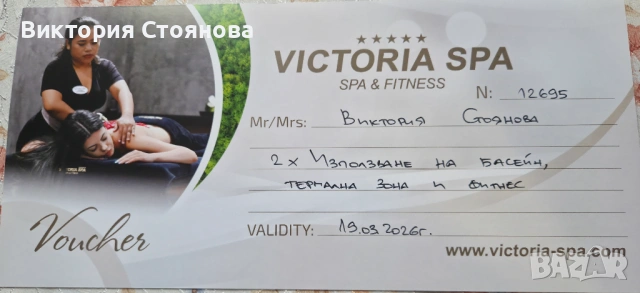 Виктория Стоянова
VICTORIA SPA
SPA & FITNESS
N: 12695
Mr/Mrs: Виктория Стоянова
2x Използване на басейн,
термална зона и фитнес
Voucher
VALIDITY: 19.03.2026г.
www.victoria-spa.com
BAZAR